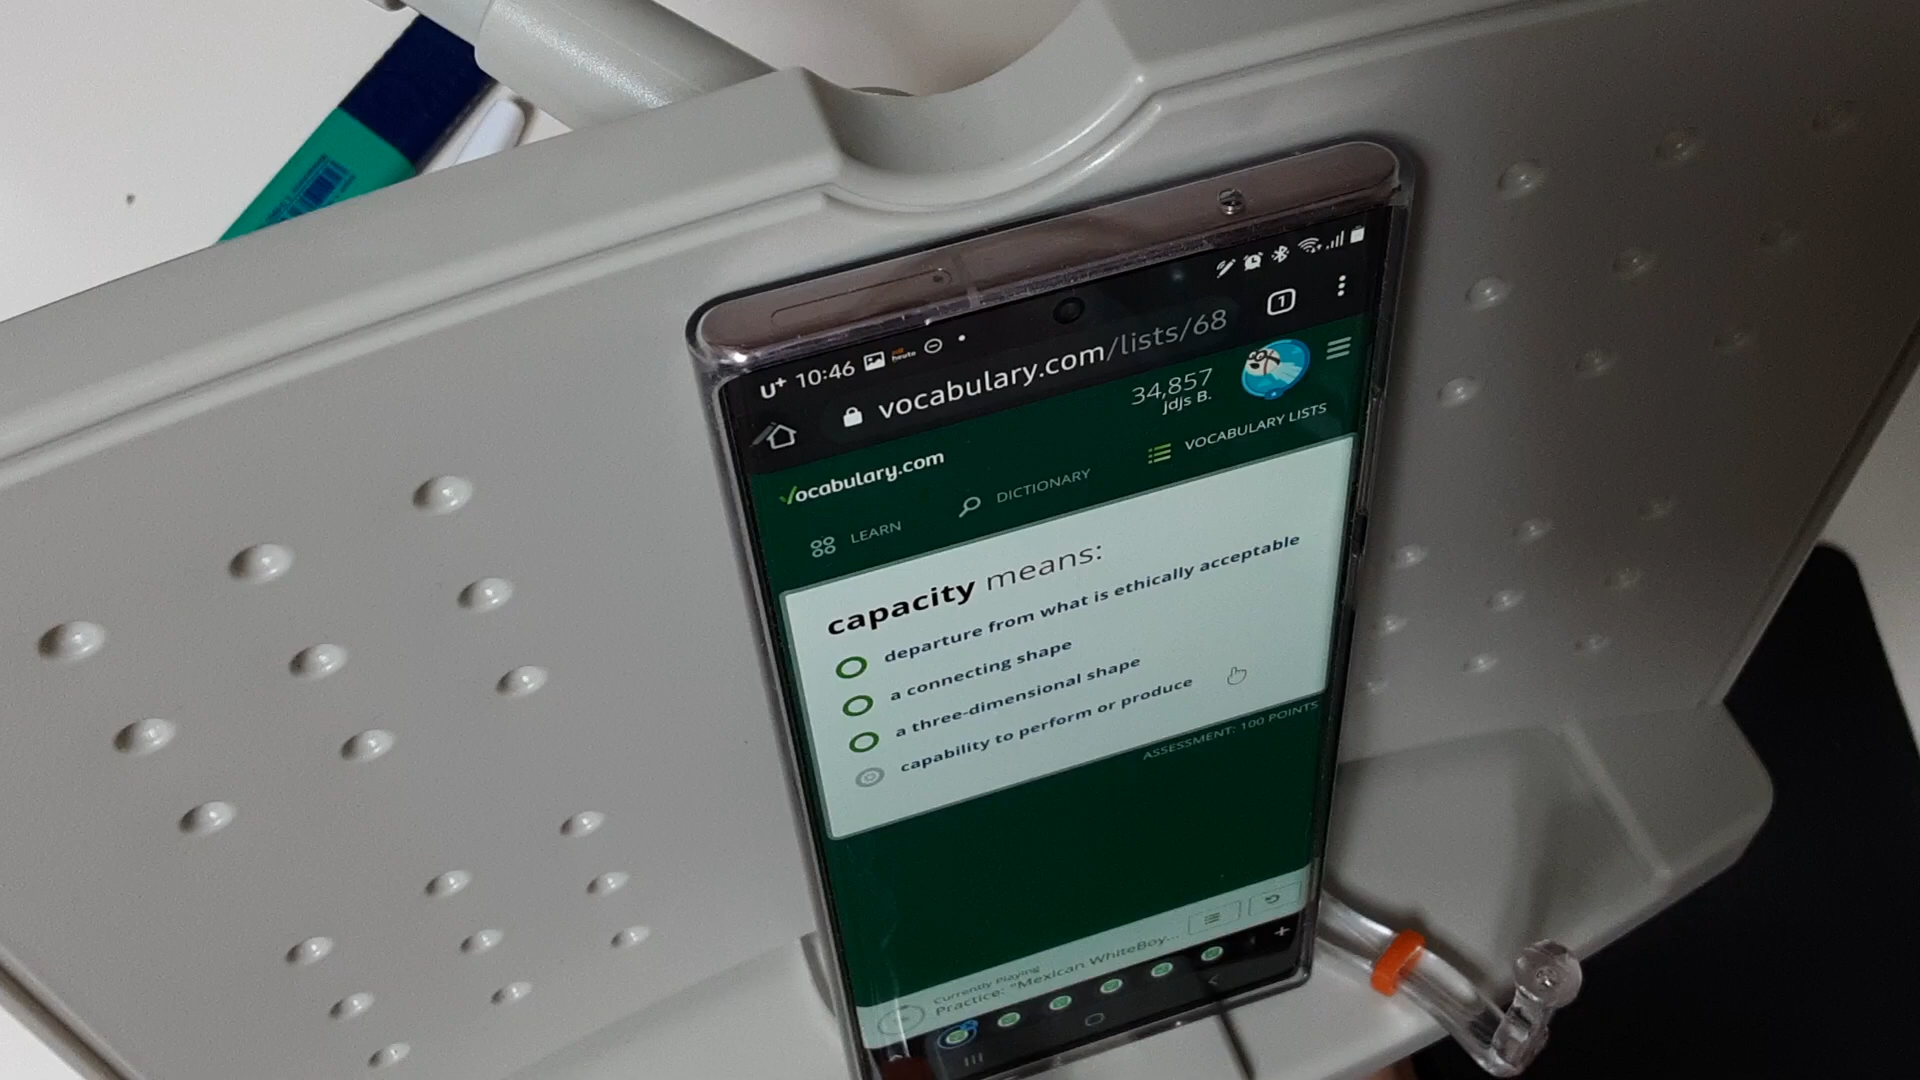 U+ 10:46
1
vocabulary.com/lists/68
34,857
jdjs B.
Vocabulary.com
LEARN
DICTIONARY
VOCABULARY LISTS
capacity means:
departure from what is ethically acceptable
a connecting shape
a three-dimensional shape
capability to perform or produce
ASSESSMENT: 100 POINTS
Currently Playing
Practice: "Mexican WhiteBoy...